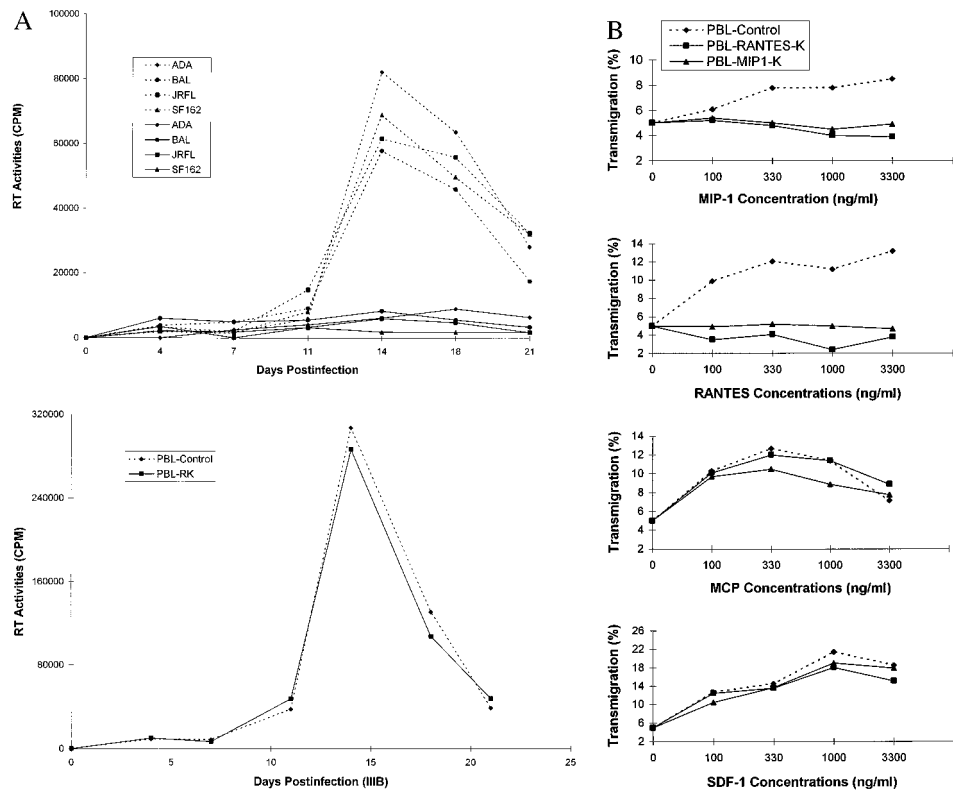 A
RT Activities (CPM)
100000
80000
60000
40000
20000
0
ADA
BAL
JRFL
SF162
ADA
BAL
JRFL
SF162
0 4 7 11 14 18 21
Days Postinfection
RT Activities (CPM)
320000
240000
160000
80000
0
PBL-Control
PBL-RK
0 5 10 15 20 25
Days Postinfection (IIIB)
B
PBL-Control
PBL-RANTES-K
PBL-MIP1-K
Transmigration (%)
10
8
6
4
2
0 100 330 1000 3300
MIP-1 Concentration (ng/ml)
Transmigration (%)
14
12
10
8
6
4
2
0 100 330 1000 3300
RANTES Concentrations (ng/ml)
Transmigration (%)
14
12
10
8
6
4
2
0 100 330 1000 3300
MCP Concentrations (ng/ml)
Transmigration (%)
26
22
18
14
10
6
2
0 100 330 1000 3300
SDF-1 Concentrations (ng/ml)